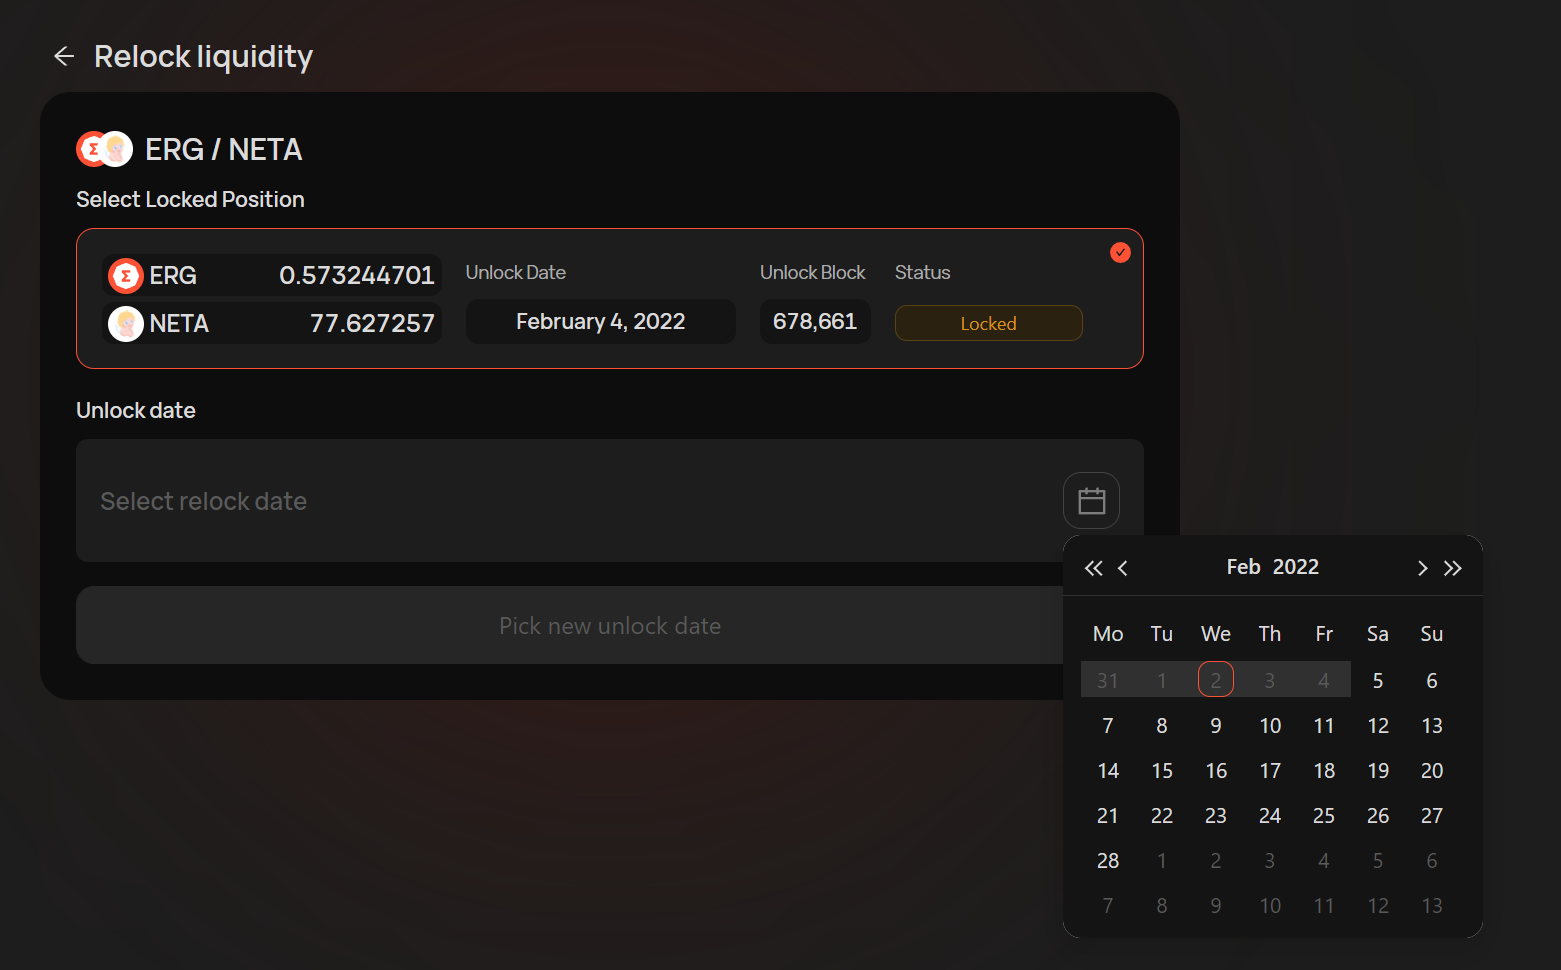 Relock liquidity
ERG / NETA
Select Locked Position
ERG 0.573244701
NETA 77.627257
Unlock Date
February 4, 2022
Unlock Block
678,661
Status
Locked
Unlock date
Select relock date
Pick new unlock date
Feb 2022
Mo Tu We Th Fr Sa Su
31 1 2 3 4 5 6
7 8 9 10 11 12 13
14 15 16 17 18 19 20
21 22 23 24 25 26 27
28 1 2 3 4 5 6
7 8 9 10 11 12 13